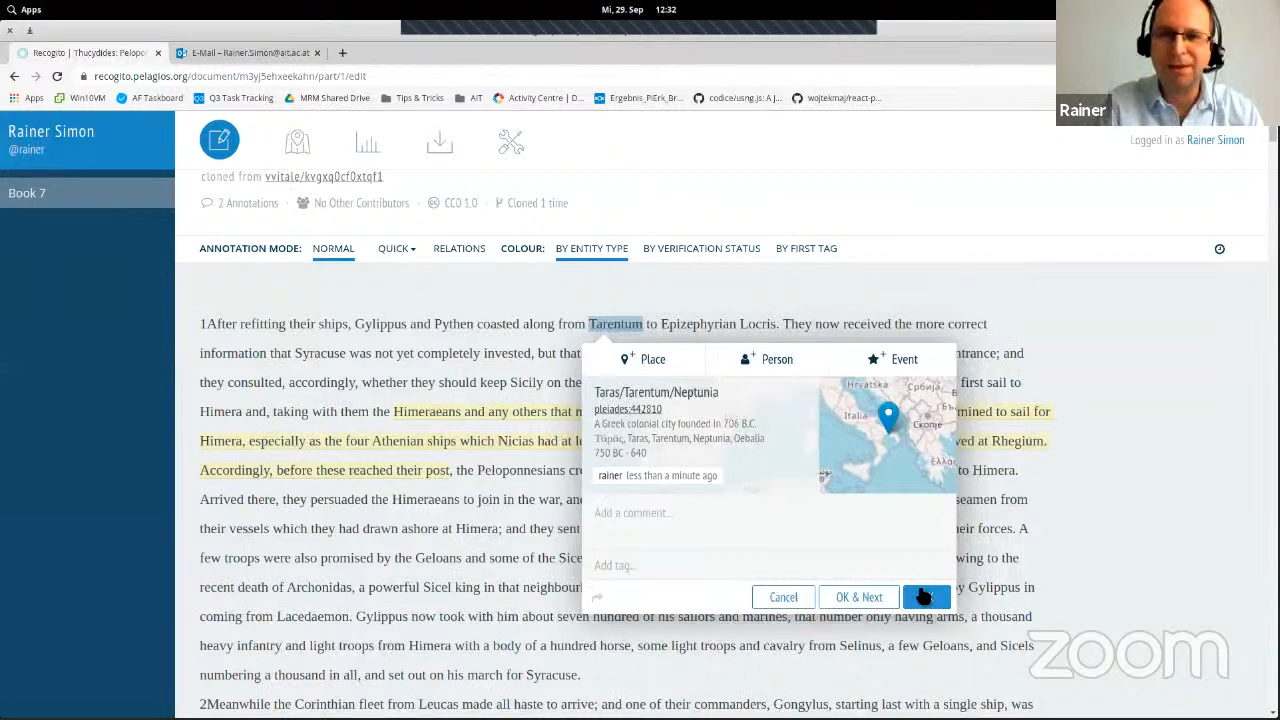 Apps
Mi, 29. Sep 12:32
Recogito | Thucydides: Pelopo
E-Mail – Rainer.Simon@ait.ac.at
recogito.pelagios.org/document/m3yj5ehxeekahn/part/1/edit
Apps Win10VM AF Taskboard Q3 Task Tracking MRM Shared Drive Tips & Tricks AIT Activity Centre | D... Ergebnis_PiErk_Br... codice/usng.js: A j... wojtekmaj/react-p...
Rainer
Rainer Simon
@rainer
Logged in as Rainer Simon
Book 7
cloned from vvitale/kvgxq0cf0xtqf1
2 Annotations · No Other Contributors · CC0 1.0 · Cloned 1 time
ANNOTATION MODE: NORMAL QUICK RELATIONS COLOUR: BY ENTITY TYPE BY VERIFICATION STATUS BY FIRST TAG
1After refitting their ships, Gylippus and Pythen coasted along from Tarentum to Epizephyrian Locris. They now received the more correct
information that Syracuse was not yet completely invested, but that ntrance; and
they consulted, accordingly, whether they should keep Sicily on the first sail to
Himera and, taking with them the Himeraeans and any others that m mined to sail for
Himera, especially as the four Athenian ships which Nicias had at le ved at Rhegium.
Accordingly, before these reached their post, the Peloponnesians cr to Himera.
Arrived there, they persuaded the Himeraeans to join in the war, an seamen from
their vessels which they had drawn ashore at Himera; and they sent heir forces. A
few troops were also promised by the Geloans and some of the Sice wing to the
recent death of Archonidas, a powerful Sicel king in that neighbouri by Gylippus in
coming from Lacedaemon. Gylippus now took with him about seven hundred of his sailors and marines, that number only having arms, a thousand
heavy infantry and light troops from Himera with a body of a hundred horse, some light troops and cavalry from Selinus, a few Geloans, and Sicels
numbering a thousand in all, and set out on his march for Syracuse.
2Meanwhile the Corinthian fleet from Leucas made all haste to arrive; and one of their commanders, Gongylus, starting last with a single ship, was
Place Person Event
Taras/Tarentum/Neptunia
pleiades:442810
A Greek colonial city founded in 706 B.C.
Τάρᾱς, Taras, Tarentum, Neptunia, Oebalia
750 BC - 640
rainer less than a minute ago
Hrvatska Србија
Italia Скопје
Ελλάς
Add a comment...
Add tag...
Cancel OK & Next
zoom